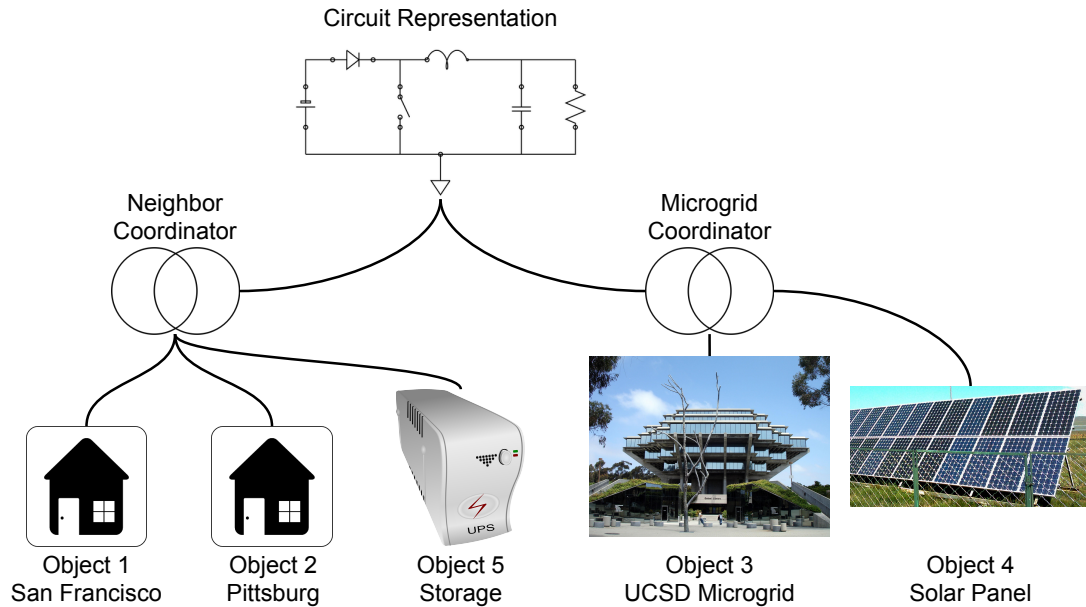 Circuit Representation
Neighbor
Coordinator
Microgrid
Coordinator
UPS
Object 1
San Francisco
Object 2
Pittsburg
Object 5
Storage
Object 3
UCSD Microgrid
Object 4
Solar Panel